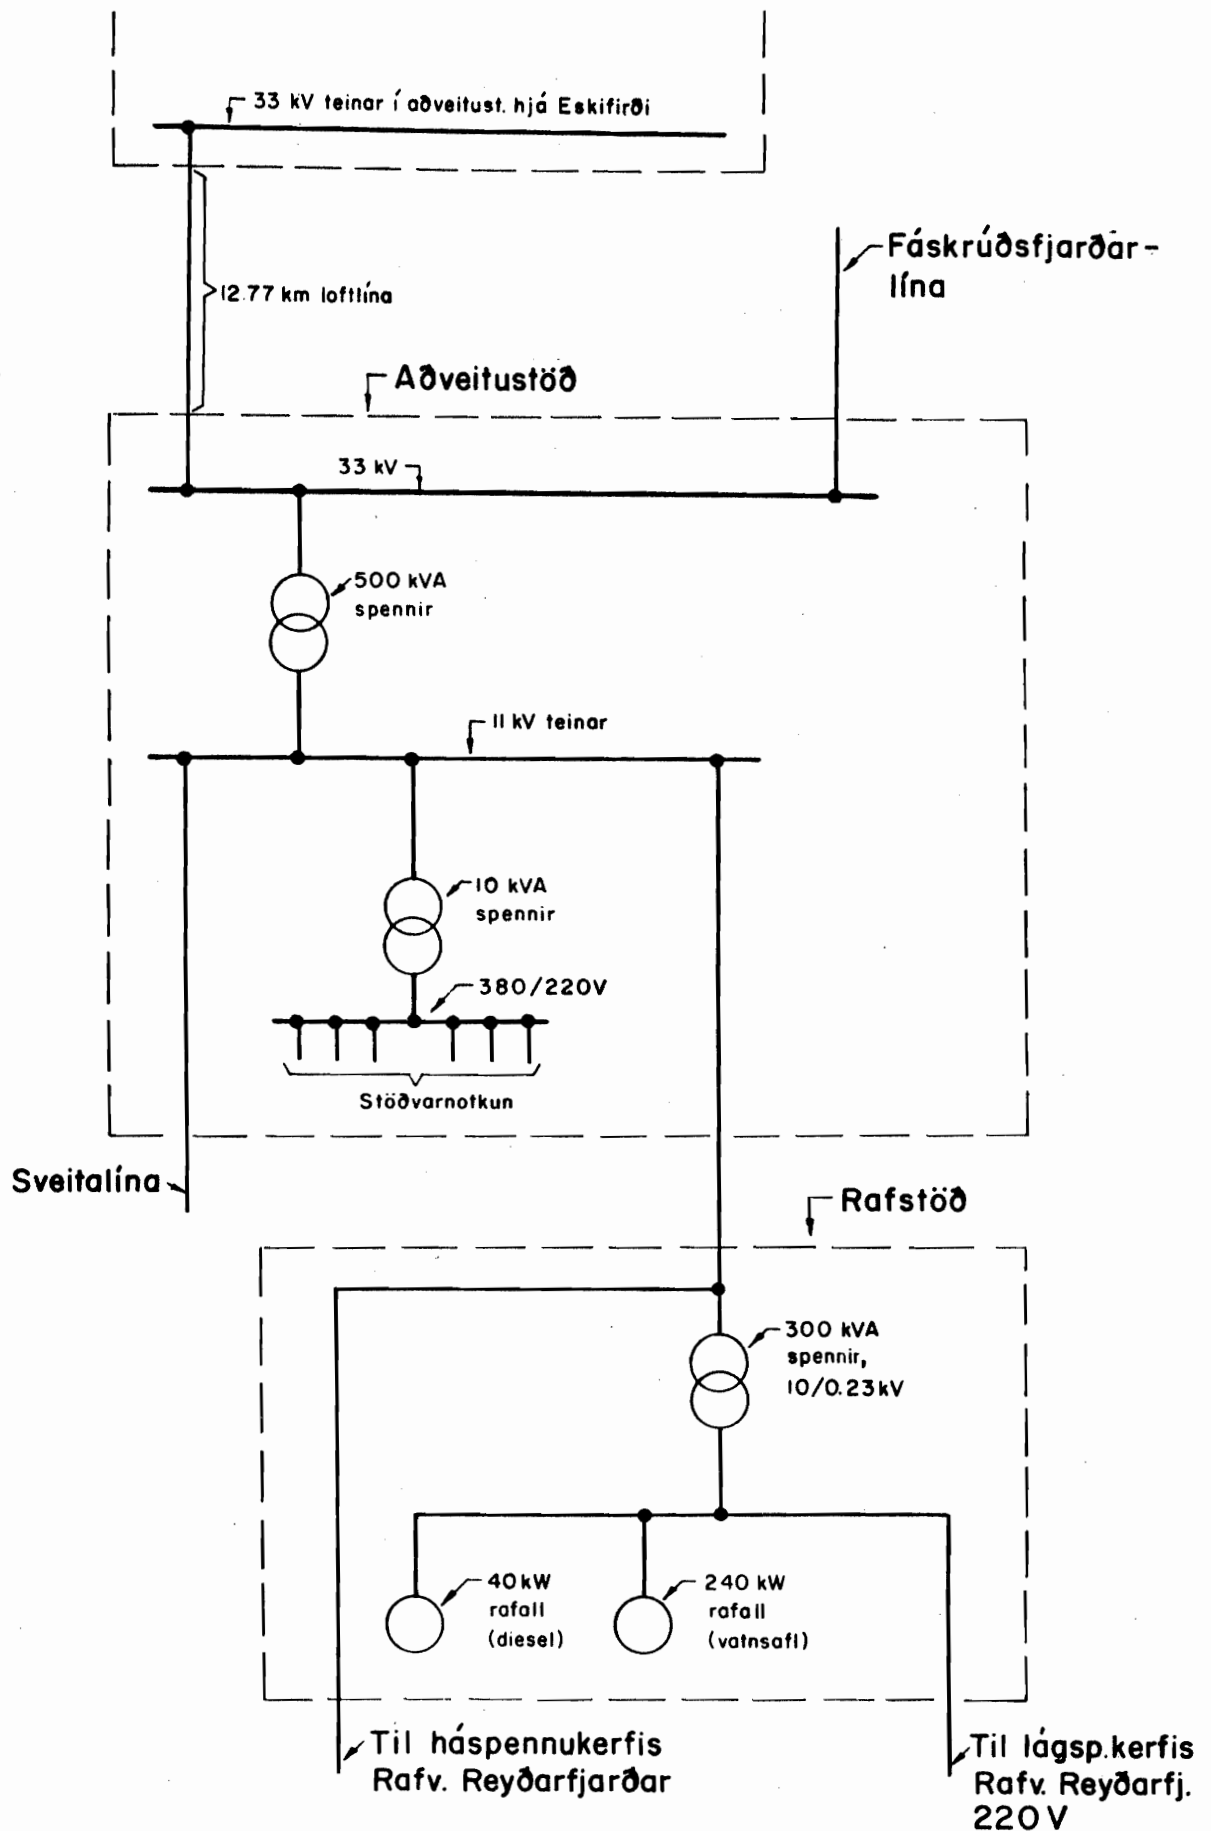 33 kV teinar í aðveitust. hjá Eskifirði
Fáskrúðsfjarðar-
lína
12.77 km loftlína
Aðveitustöð
33 kV
500 kVA
spennir
11 kV teinar
10 kVA
spennir
380/220V
Stöðvarnotkun
Sveitalína
Rafstöð
300 kVA
spennir,
10/0.23 kV
40 kW
rafall
(diesel)
240 kW
rafall
(vatnsafl)
Til háspennukerfis
Rafv. Reyðarfjarðar
Til lágsp.kerfis
Rafv. Reyðarfj.
220 V